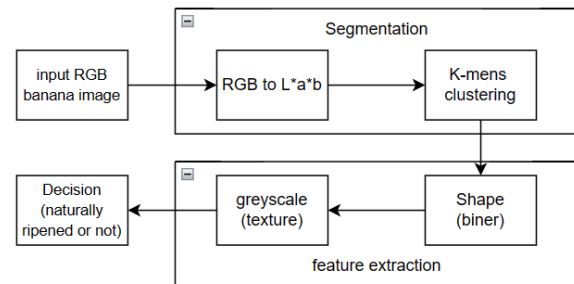 Segmentation
input RGB
banana image
RGB to L*a*b
K-mens
clustering
Decision
(naturally
ripened or not)
greyscale
(texture)
Shape
(biner)
feature extraction